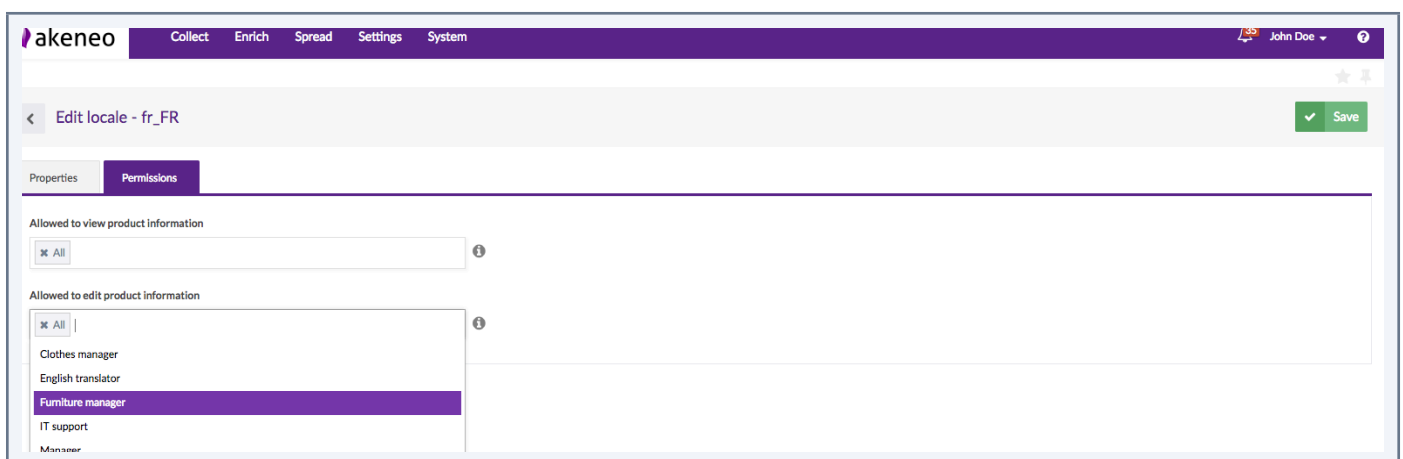 akeneo Collect Enrich Spread Settings System 35 John Doe
Edit locale - fr_FR Save
Properties Permissions
Allowed to view product information
All
Allowed to edit product information
All
Clothes manager
English translator
Furniture manager
IT support
Manager